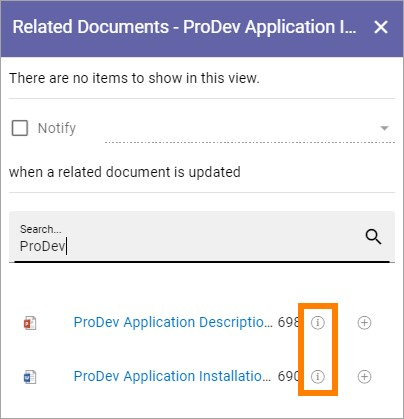 Related Documents - ProDev Application I...
There are no items to show in this view.
Notify
when a related document is updated
Search...
ProDev
ProDev Application Descriptio... 698
ProDev Application Installatio... 690